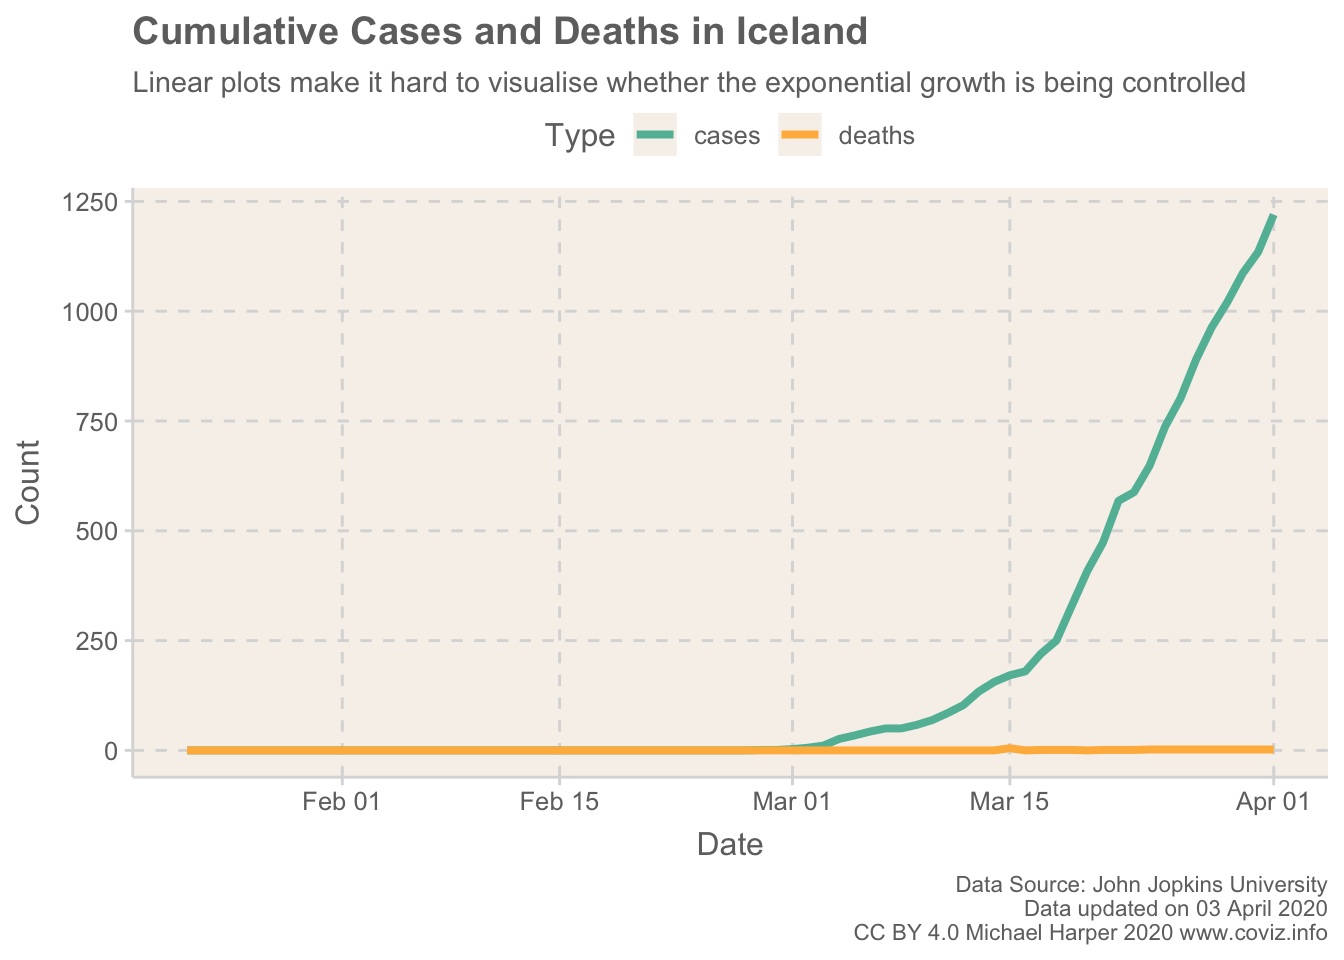 Cumulative Cases and Deaths in Iceland
Linear plots make it hard to visualise whether the exponential growth is being controlled
Type cases deaths
1250
1000
750
500
250
0
Count
Feb 01 Feb 15 Mar 01 Mar 15 Apr 01
Date
Data Source: John Jopkins University
Data updated on 03 April 2020
CC BY 4.0 Michael Harper 2020 www.coviz.info